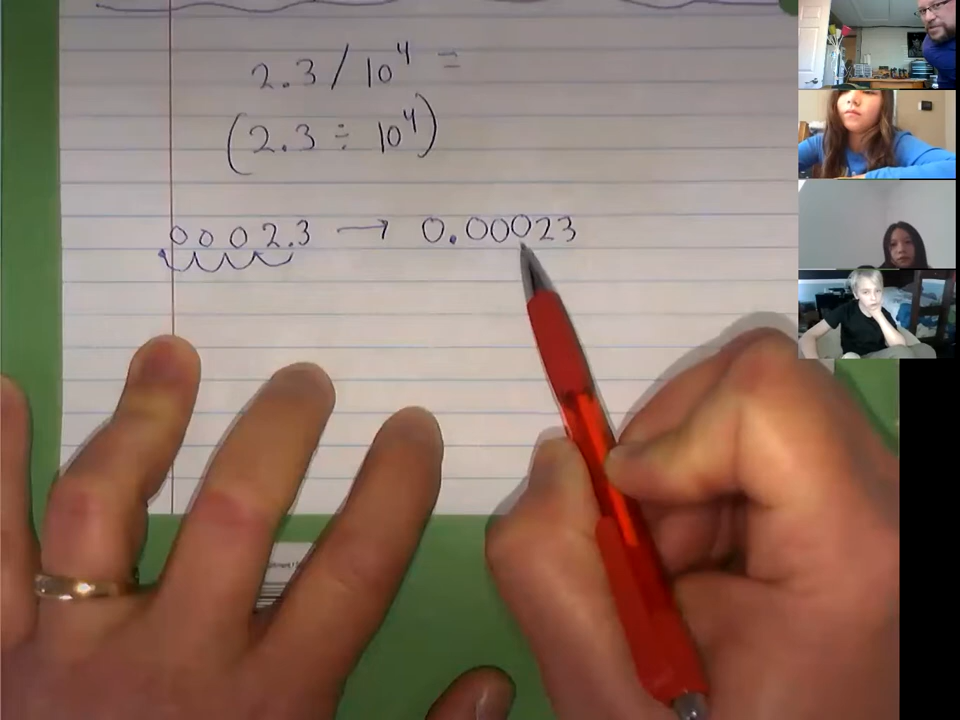 2.3 / 10⁴ =
(2.3 ÷ 10⁴)
0002.3 → 0.00023